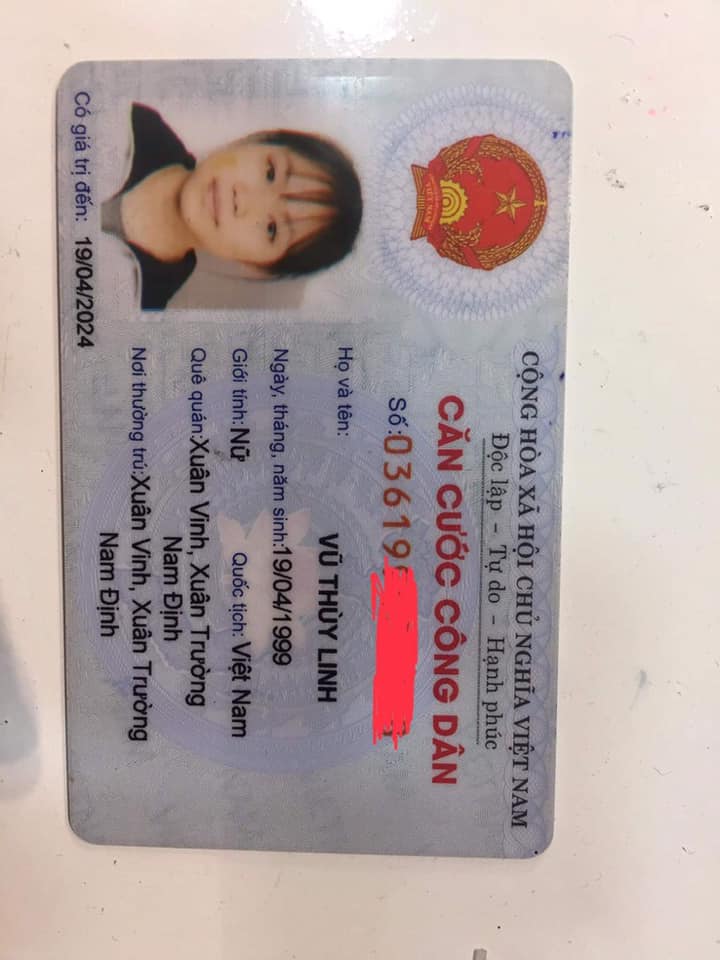 CỘNG HÒA XÃ HỘI CHỦ NGHĨA VIỆT NAM
Độc lập - Tự do - Hạnh phúc
CĂN CƯỚC CÔNG DÂN
Số: 03619
Họ và tên: VŨ THÙY LINH
Ngày, tháng, năm sinh: 19/04/1999
Giới tính: Nữ Quốc tịch: Việt Nam
Quê quán: Xuân Vinh, Xuân Trường
Nam Định
Nơi thường trú: Xuân Vinh, Xuân Trường
Nam Định
Có giá trị đến: 19/04/2024
VIỆT NAM